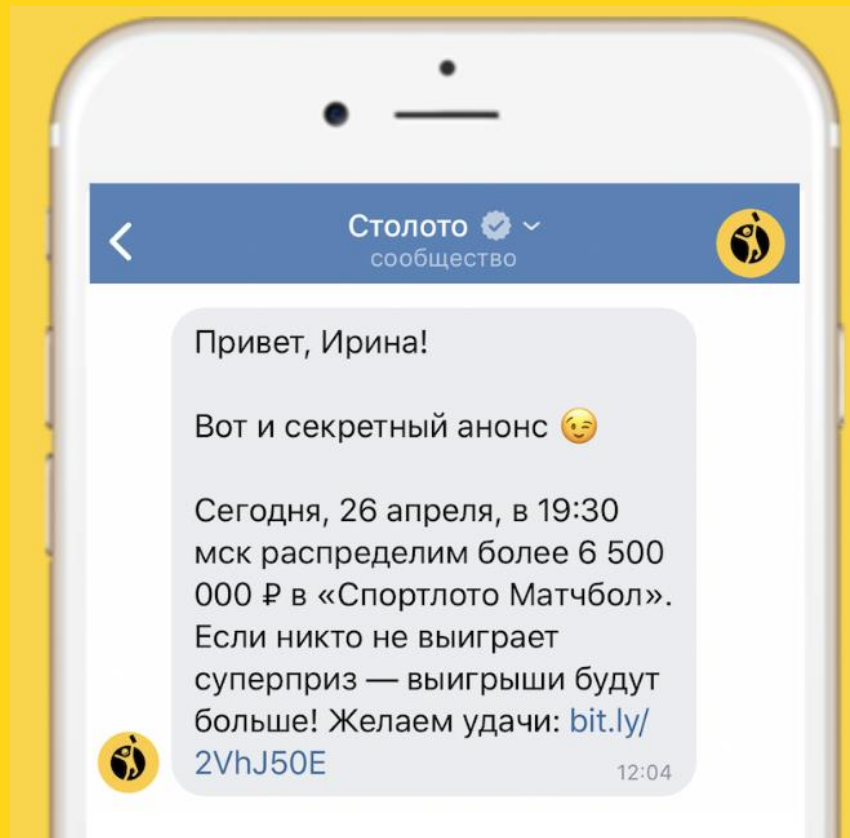 Столото
сообщество
Привет, Ирина!
Вот и секретный анонс 😉
Сегодня, 26 апреля, в 19:30
мск распределим более 6 500
000 ₽ в «Спортлото Матчбол».
Если никто не выиграет
суперприз — выигрыши будут
больше! Желаем удачи: bit.ly/
2VhJ50E
12:04